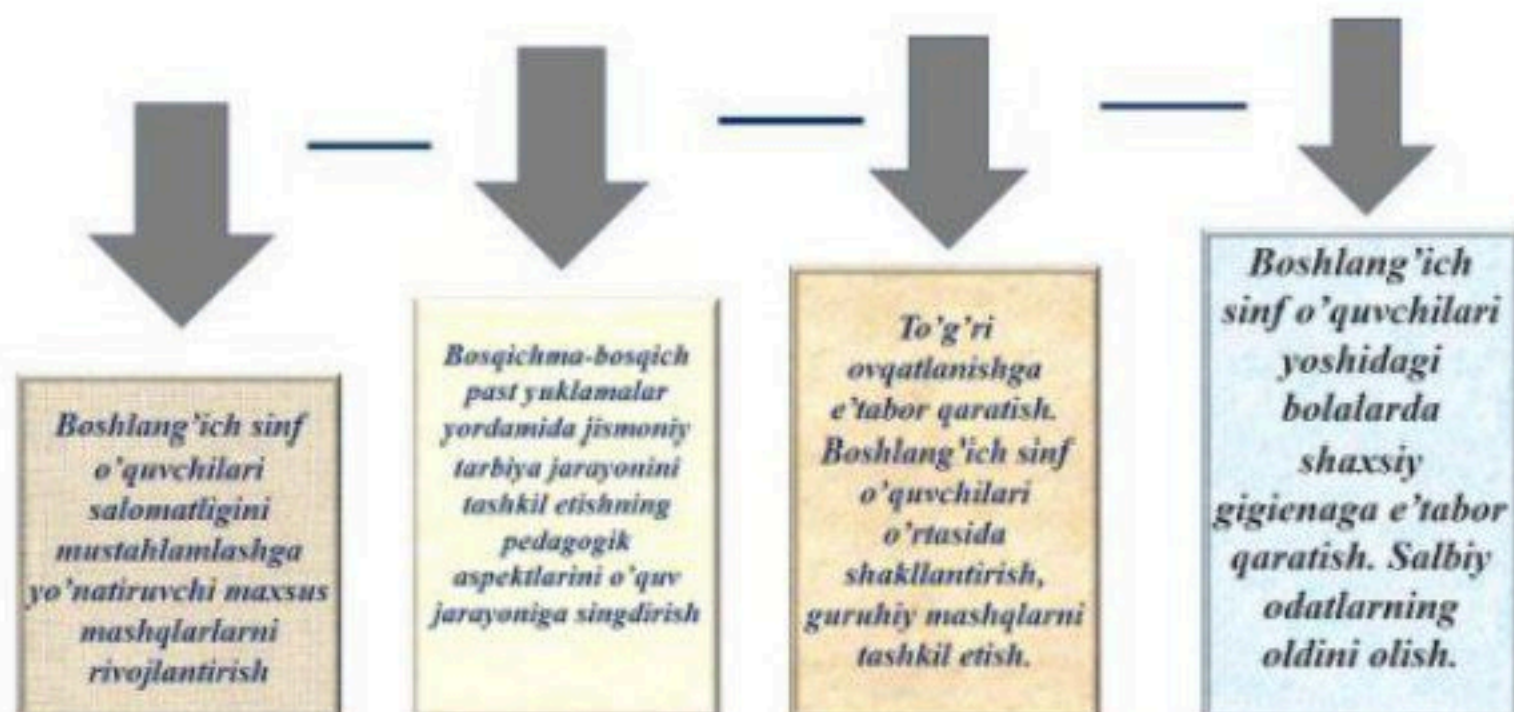 Boshlang’ich sinf
o’quvchilari
salomatligini
mustahlamlashga
yo’natiruvchi maxsus
mashqlarlarni
rivojlantirish
Bosqichma-bosqich
past yuklamalar
yordamida jismoniy
tarbiya jarayonini
tashkil etishning
pedagogik
aspektlarini o’quv
jarayoniga singdirish
To’g’ri
ovqatlanishga
e’tabor qaratish.
Boshlang’ich sinf
o’quvchilari
o’rtasida
shakllantirish,
guruhiy mashqlarni
tashkil etish.
Boshlang’ich
sinf o’quvchilari
yoshidagi
bolalarda
shaxsiy
gigienaga e’tabor
qaratish. Salbiy
odatlarning
oldini olish.